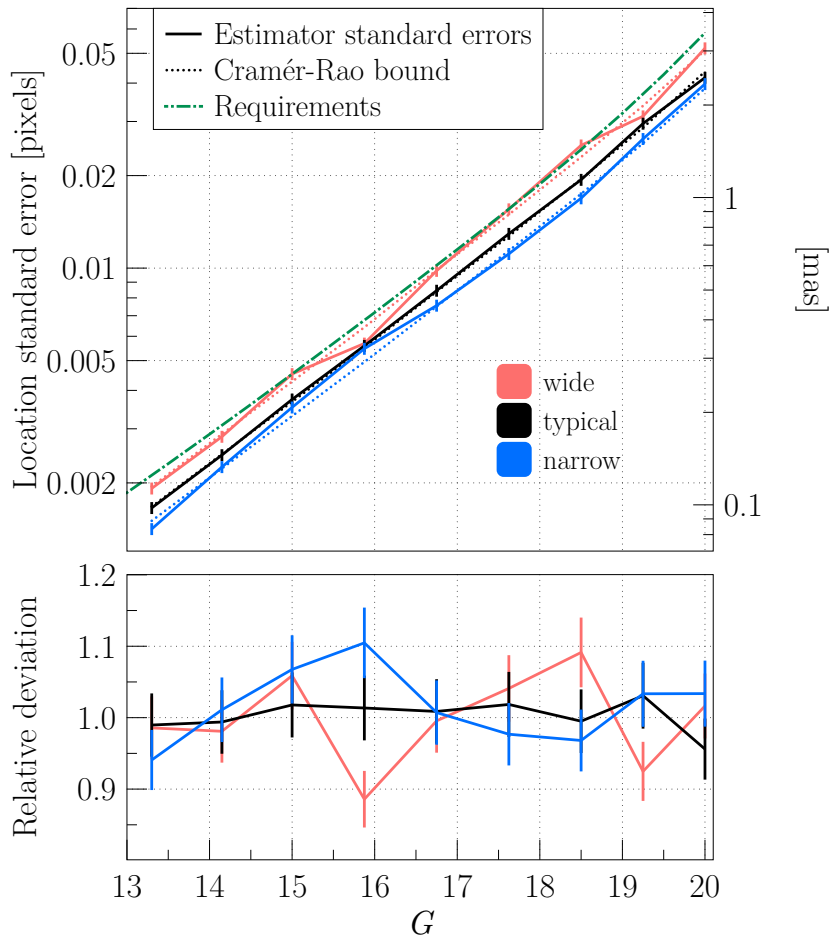 Estimator standard errors
Cramér-Rao bound
Requirements
Location standard error [pixels]
0.05
0.02
0.01
0.005
0.002
1
0.1
[mas]
wide
typical
narrow
Relative deviation
1.2
1.1
1.0
0.9
13 14 15 16 17 18 19 20
G